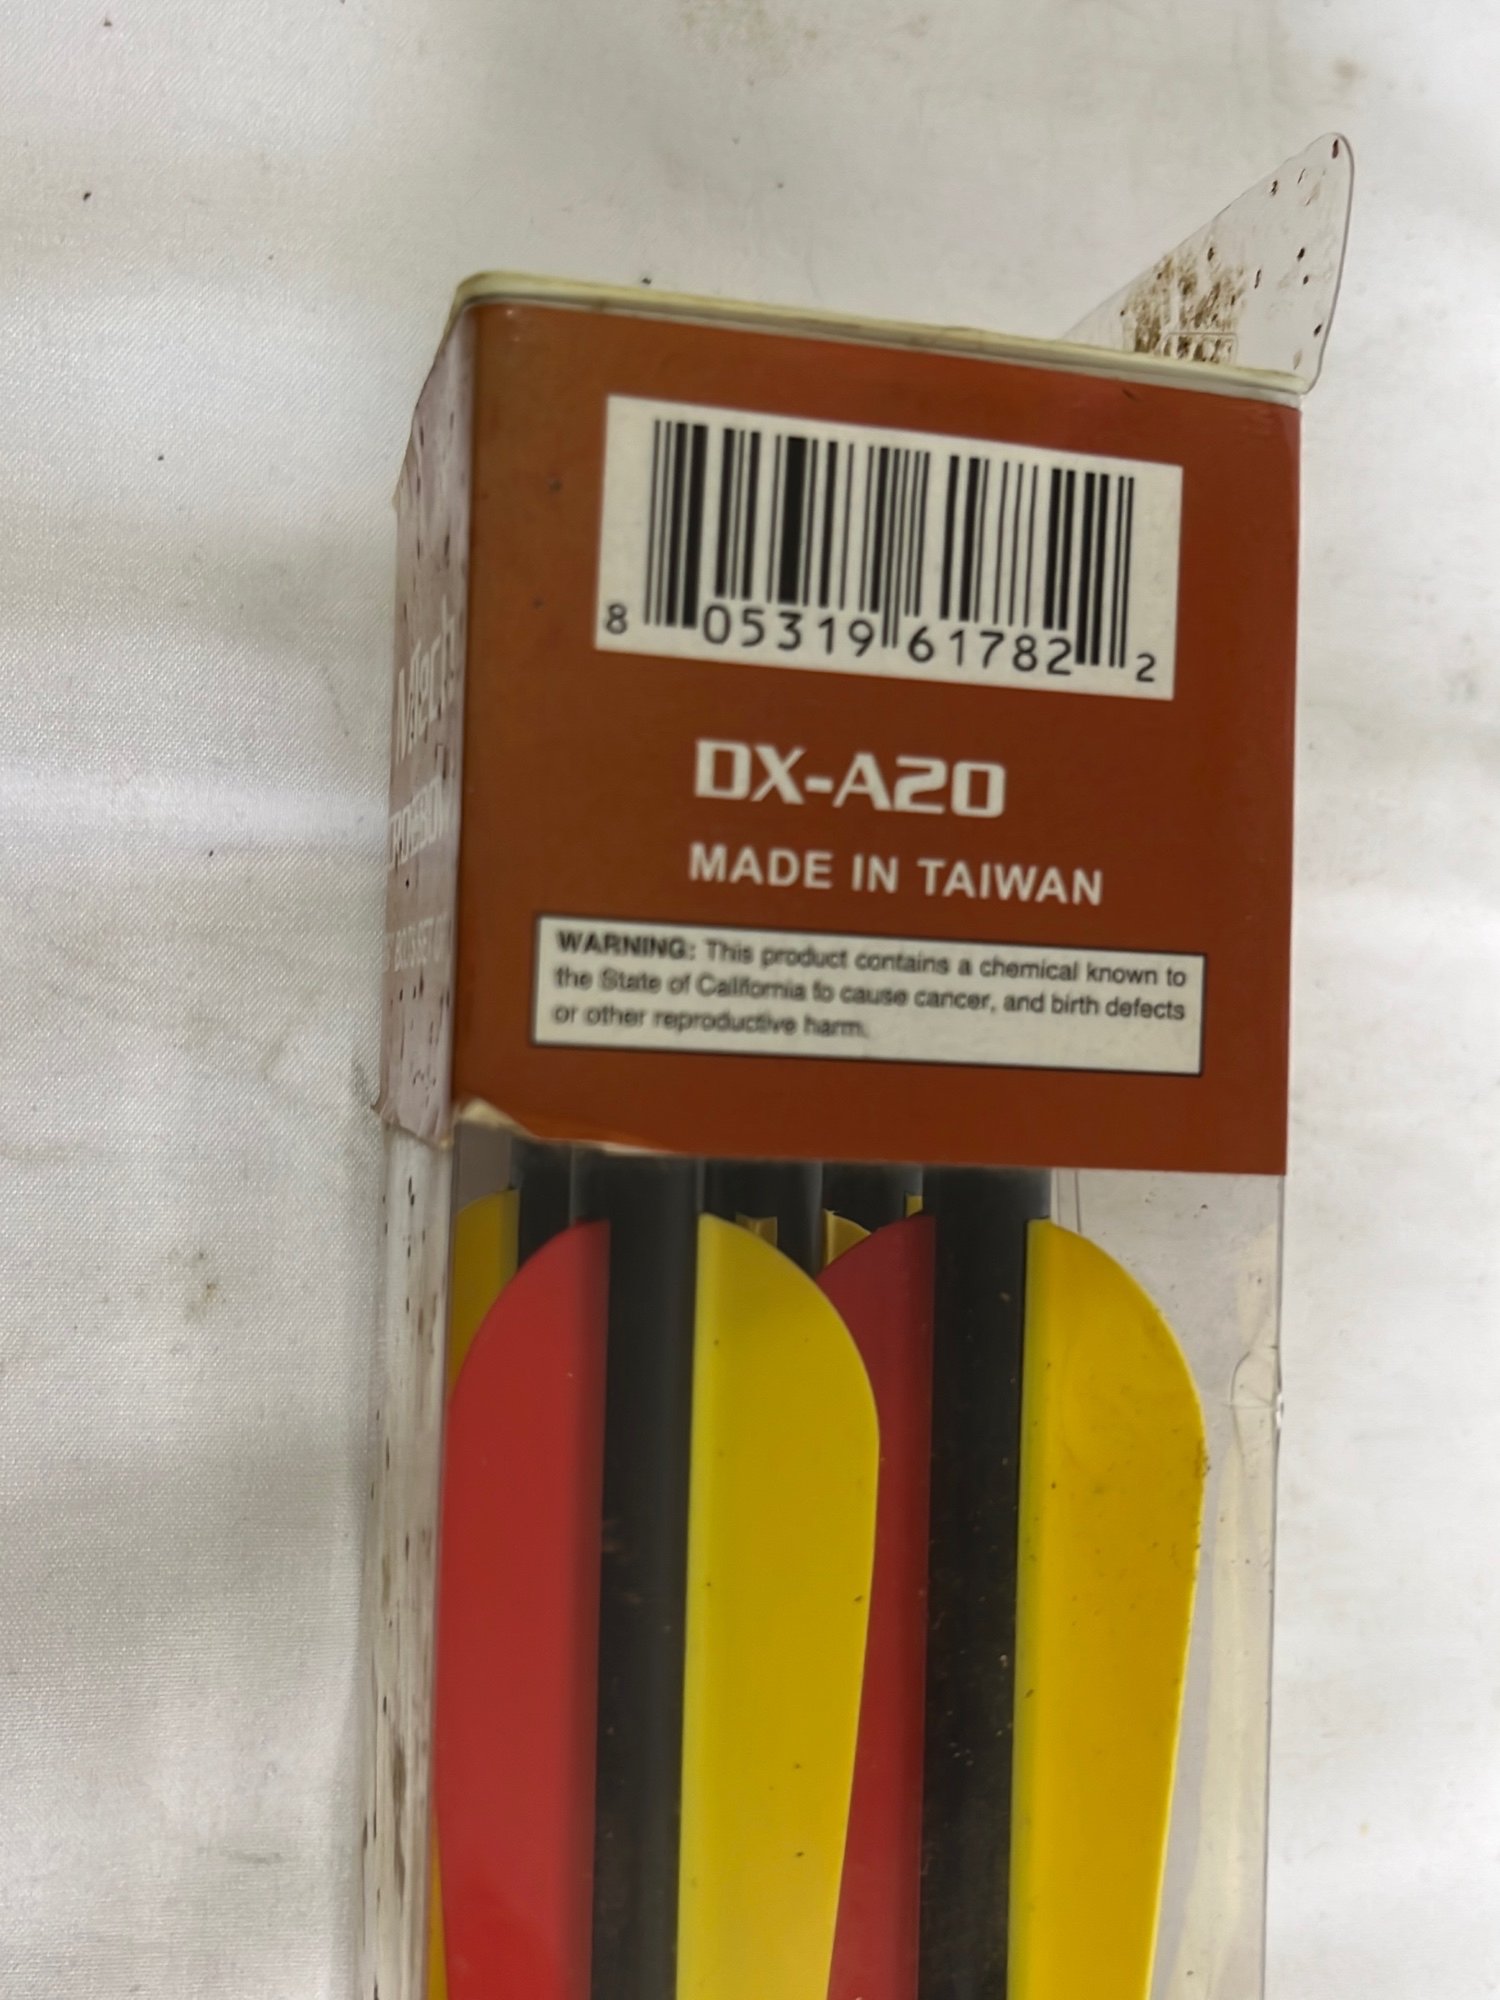 8 05319 61782 2
DX-A20
MADE IN TAIWAN
WARNING: This product contains a chemical known to
the State of California to cause cancer, and birth defects
or other reproductive harm.